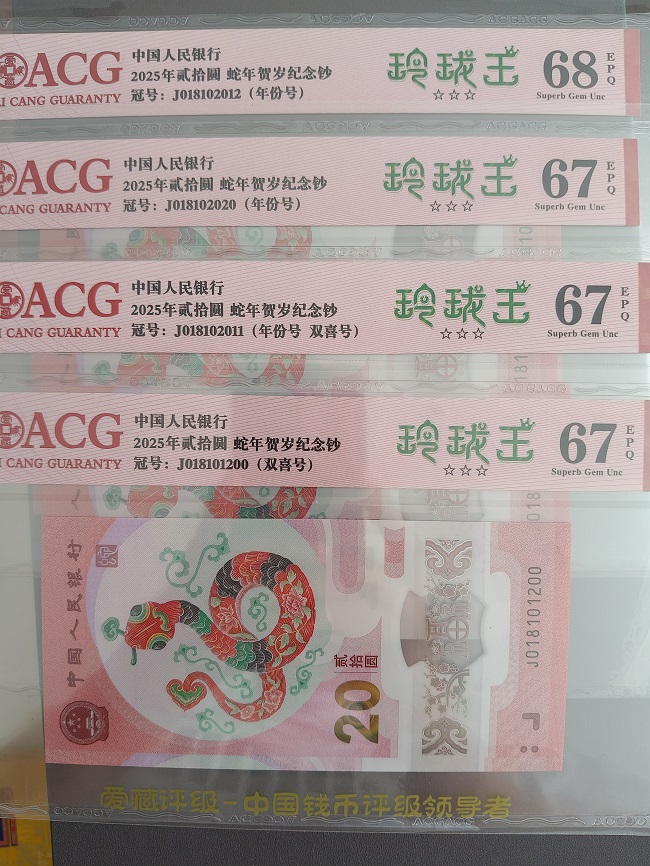 ACG
I CANG GUARANTY
中国人民银行
2025年贰拾圆 蛇年贺岁纪念钞
冠号：J018102012（年份号）
玲珑王
☆☆☆
68
EPQ
Superb Gem Unc
ACG
CANG GUARANTY
中国人民银行
2025年贰拾圆 蛇年贺岁纪念钞
冠号：J018102020（年份号）
玲珑王
☆☆☆
67
EPQ
Superb Gem Unc
ACG
I CANG GUARANTY
中国人民银行
2025年贰拾圆 蛇年贺岁纪念钞
冠号：J018102011（年份号 双喜号）
玲珑王
☆☆☆
67
EPQ
Superb Gem Unc
ACG
I CANG GUARANTY
中国人民银行
2025年贰拾圆 蛇年贺岁纪念钞
冠号：J018101200（双喜号）
玲珑王
☆☆☆
67
EPQ
Superb Gem Unc
中国人民银行
贰拾圆
20
J018101200
爱藏评级-中国钱币评级领导者